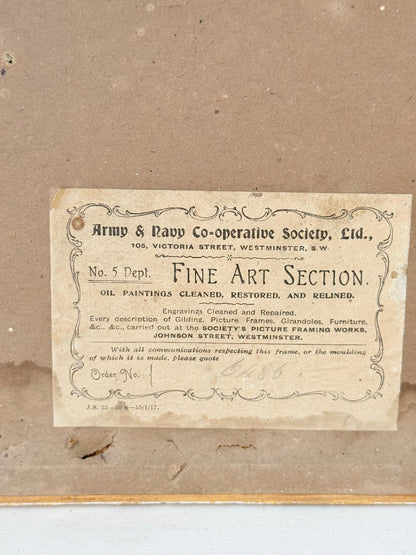 Army & Navy Co-operative Society, Ltd.,
105, VICTORIA STREET, WESTMINSTER, S.W.
No. 5 Dept. FINE ART SECTION.
OIL PAINTINGS CLEANED, RESTORED, AND RELINED.
Engravings Cleaned and Repaired.
Every description of Gilding, Picture Frames, Girandoles, Furniture,
&c., &c., carried out at the SOCIETY'S PICTURE FRAMING WORKS,
JOHNSON STREET, WESTMINSTER.
With all communications respecting this frame, or the moulding
of which it is made, please quote
Order No.